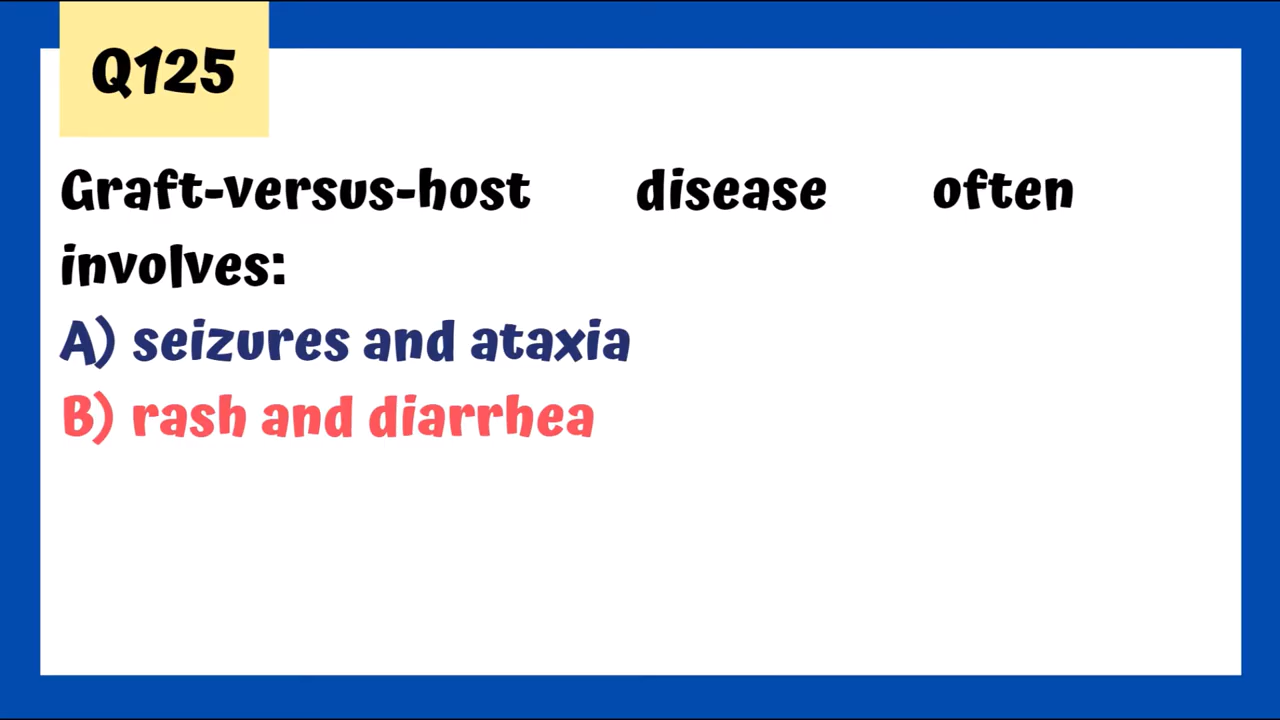 Q125
Graft-versus-host disease often
involves:
A) seizures and ataxia
B) rash and diarrhea